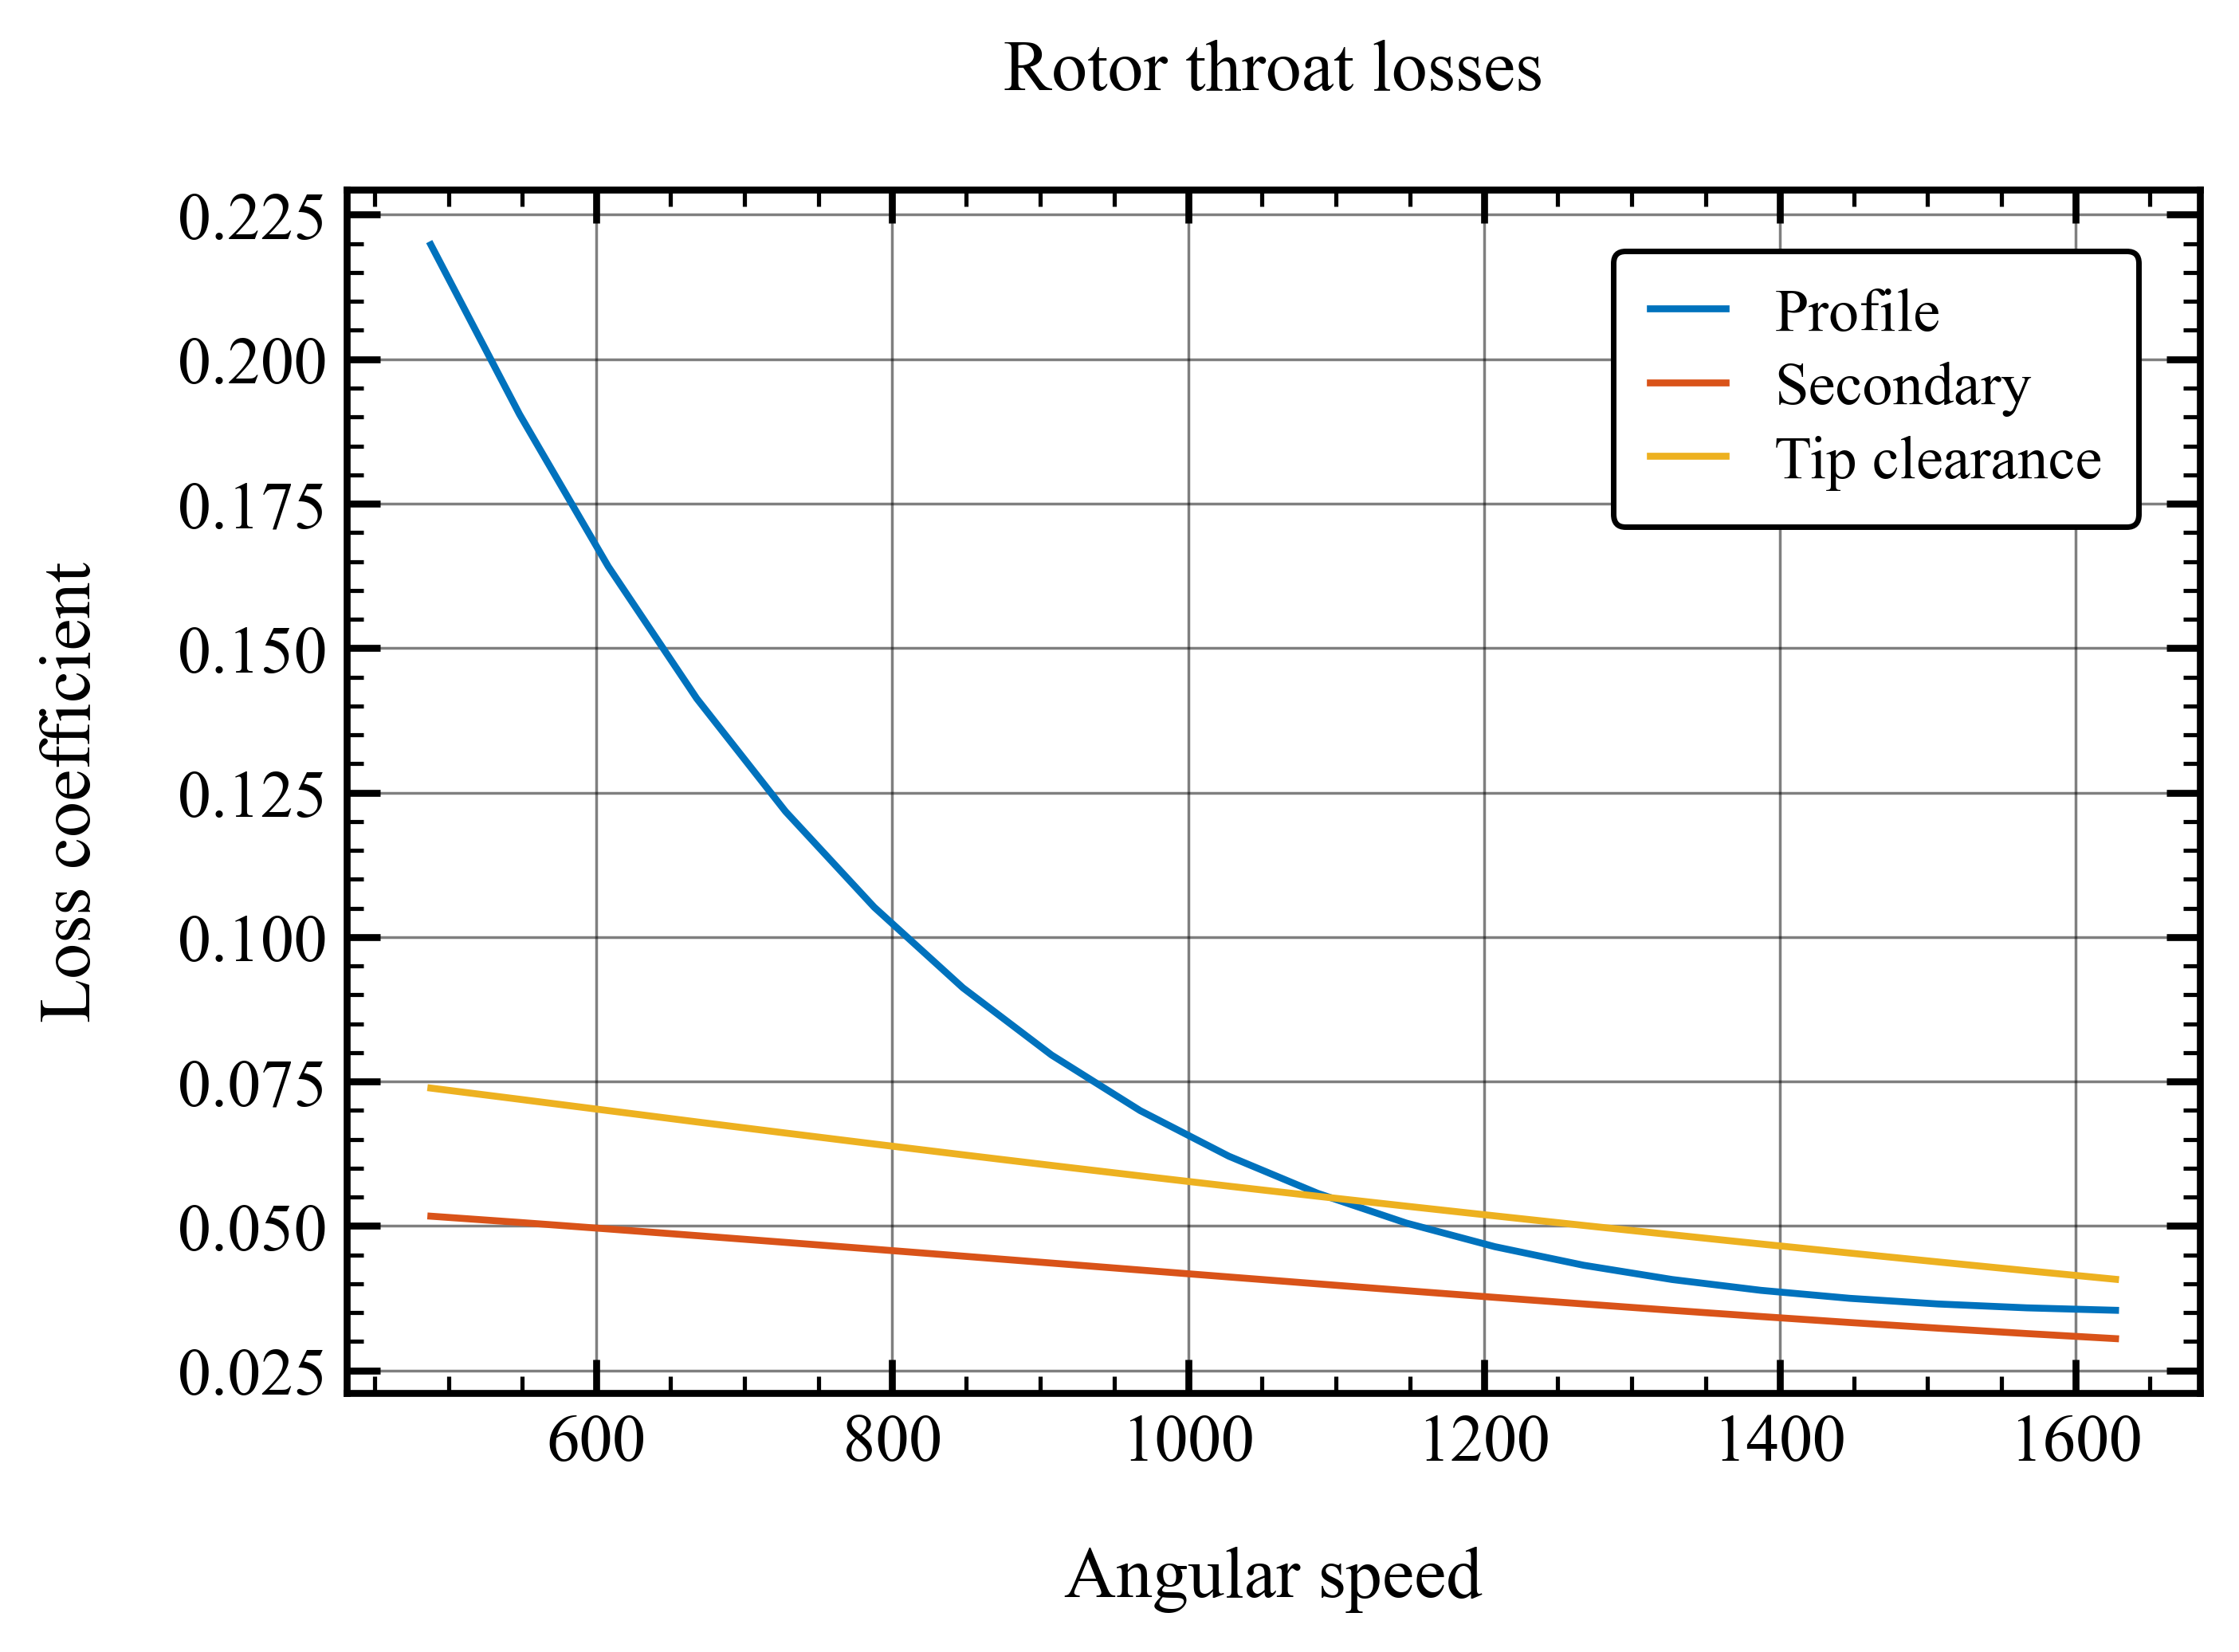 Rotor throat losses
0.225
0.200
0.175
0.150
0.125
0.100
0.075
0.050
0.025
Loss coefficient
Profile
Secondary
Tip clearance
600 800 1000 1200 1400 1600
Angular speed